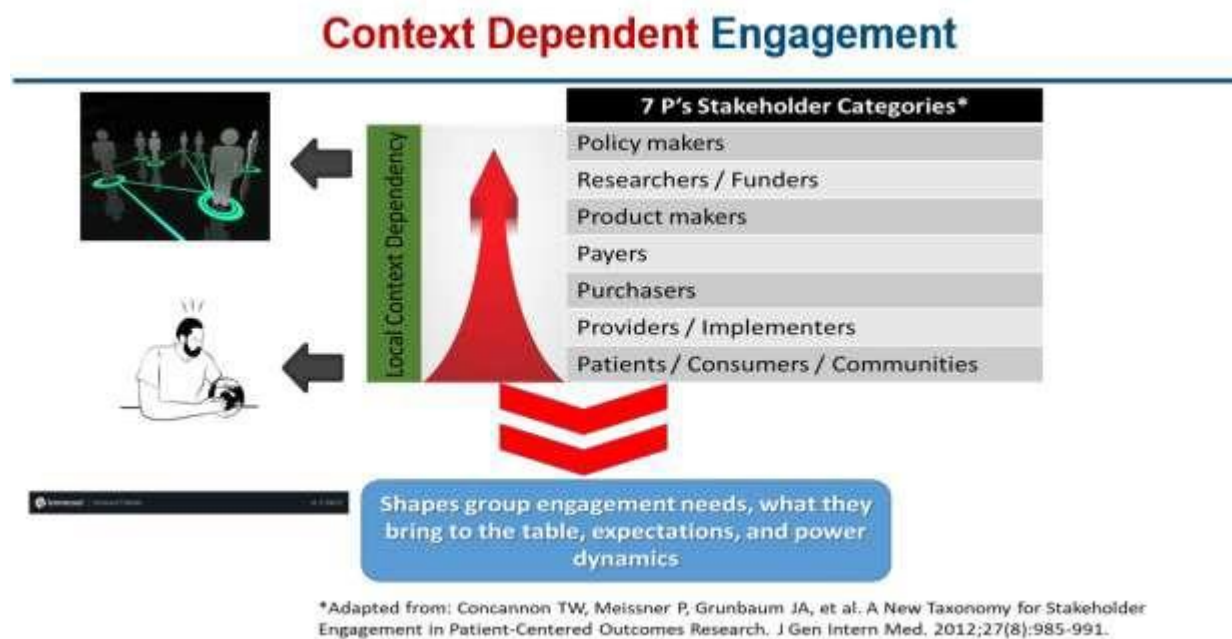 Context Dependent Engagement
7 P's Stakeholder Categories*
Local Context Dependency
Policy makers
Researchers / Funders
Product makers
Payers
Purchasers
Providers / Implementers
Patients / Consumers / Communities
Shapes group engagement needs, what they
bring to the table, expectations, and power
dynamics
*Adapted from: Concannon TW, Meissner P, Grunbaum JA, et al. A New Taxonomy for Stakeholder
Engagement in Patient-Centered Outcomes Research. J Gen Intern Med. 2012;27(8):985-991.